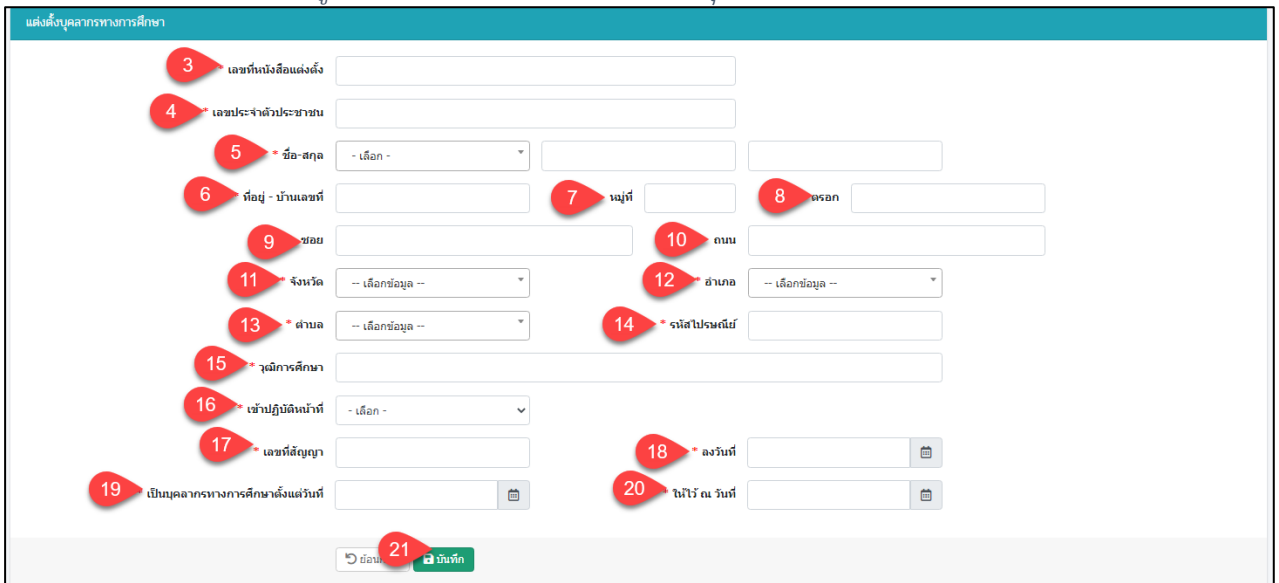 แต่งตั้งบุคลากรทางการศึกษา
3 * เลขที่หนังสือแต่งตั้ง
4 * เลขประจำตัวประชาชน
5 * ชื่อ-สกุล - เลือก -
6 * ที่อยู่ - บ้านเลขที่ 7 หมู่ที่ 8 ตรอก
9 ซอย 10 ถนน
11 * จังหวัด -- เลือกข้อมูล -- 12 * อำเภอ -- เลือกข้อมูล --
13 * ตำบล -- เลือกข้อมูล -- 14 * รหัสไปรษณีย์
15 * วุฒิการศึกษา
16 * เข้าปฏิบัติหน้าที่ - เลือก -
17 * เลขที่สัญญา 18 * ลงวันที่
19 * เป็นบุคลากรทางการศึกษาตั้งแต่วันที่ 20 * ให้ไว้ ณ วันที่
21 บันทึก